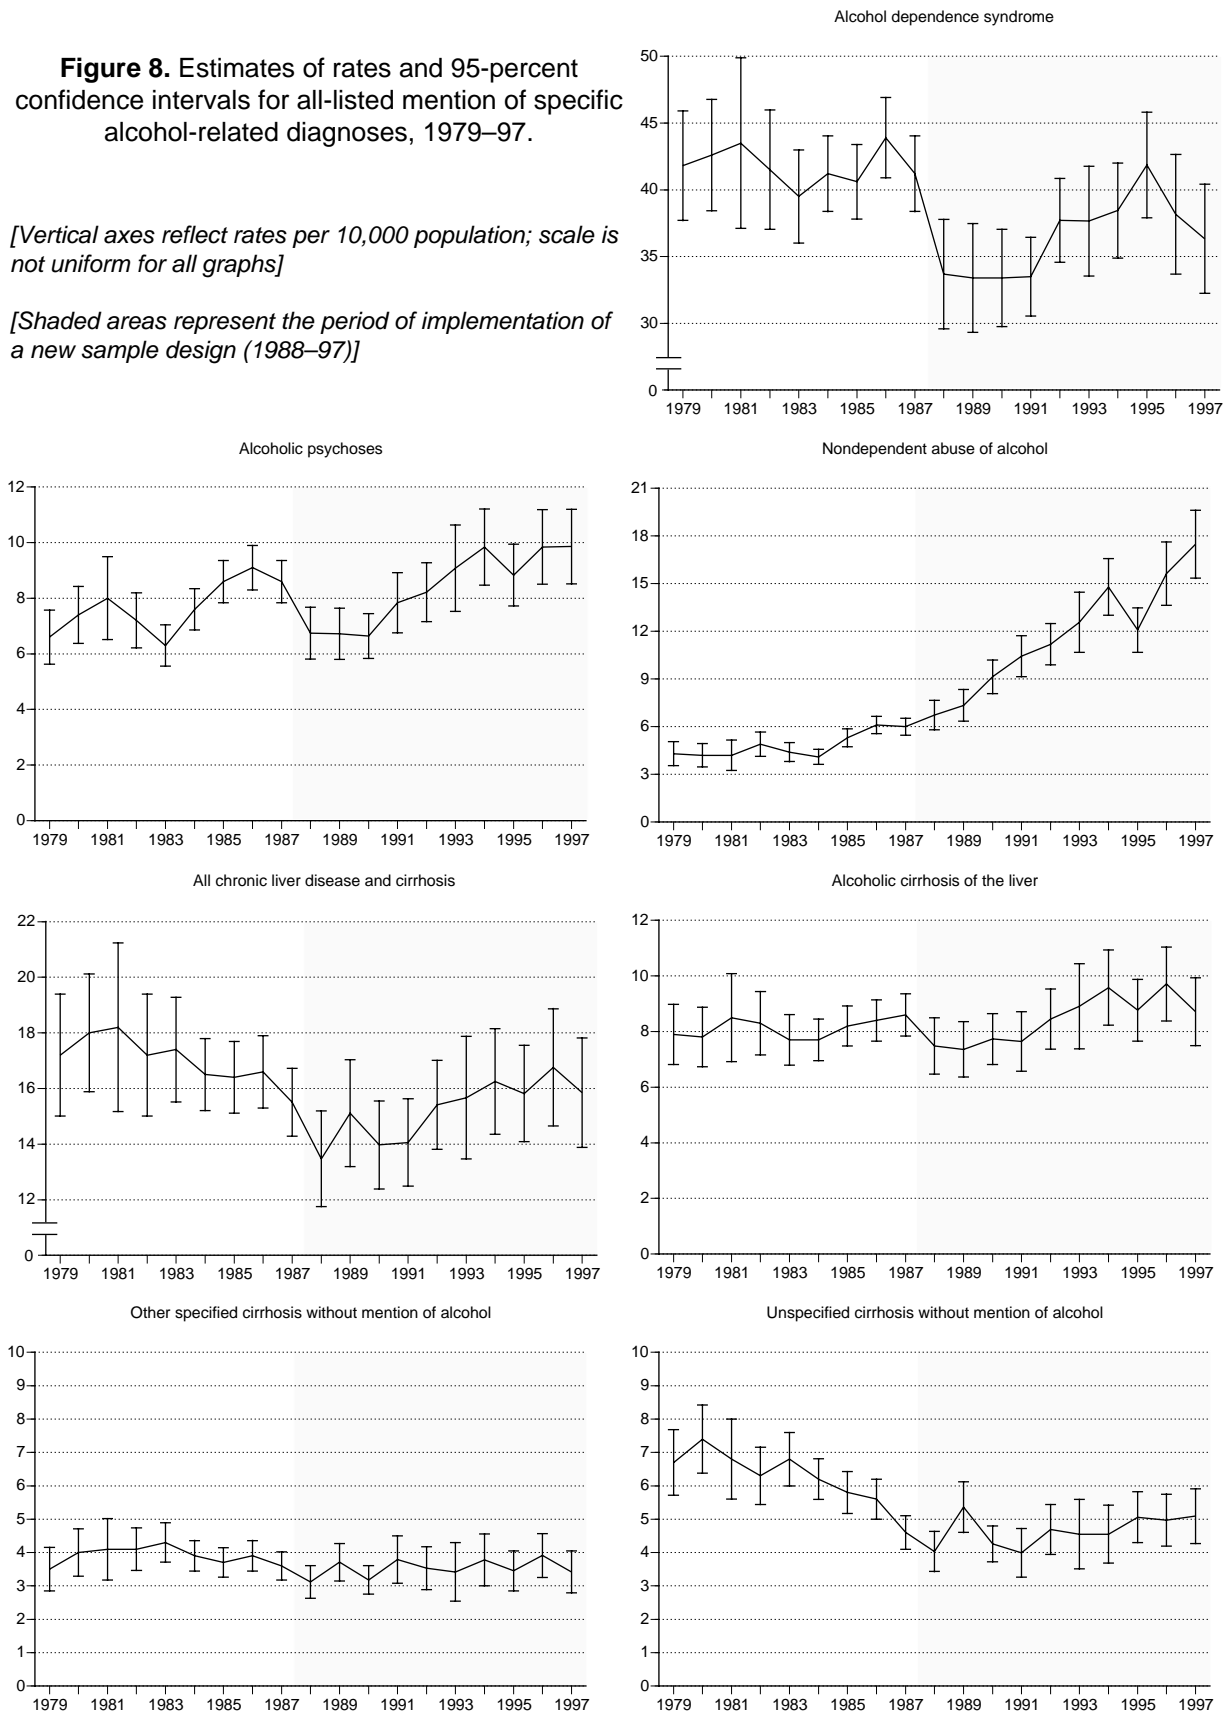 Figure 8. Estimates of rates and 95-percent
confidence intervals for all-listed mention of specific
alcohol-related diagnoses, 1979–97.
[Vertical axes reflect rates per 10,000 population; scale is
not uniform for all graphs]
[Shaded areas represent the period of implementation of
a new sample design (1988–97)]
Alcohol dependence syndrome
50
45
40
35
30
0
1979 1981 1983 1985 1987 1989 1991 1993 1995 1997
Alcoholic psychoses
12
10
8
6
4
2
0
1979 1981 1983 1985 1987 1989 1991 1993 1995 1997
Nondependent abuse of alcohol
21
18
15
12
9
6
3
0
1979 1981 1983 1985 1987 1989 1991 1993 1995 1997
All chronic liver disease and cirrhosis
22
20
18
16
14
12
0
1979 1981 1983 1985 1987 1989 1991 1993 1995 1997
Alcoholic cirrhosis of the liver
12
10
8
6
4
2
0
1979 1981 1983 1985 1987 1989 1991 1993 1995 1997
Other specified cirrhosis without mention of alcohol
10
9
8
7
6
5
4
3
2
1
0
1979 1981 1983 1985 1987 1989 1991 1993 1995 1997
Unspecified cirrhosis without mention of alcohol
10
9
8
7
6
5
4
3
2
1
0
1979 1981 1983 1985 1987 1989 1991 1993 1995 1997